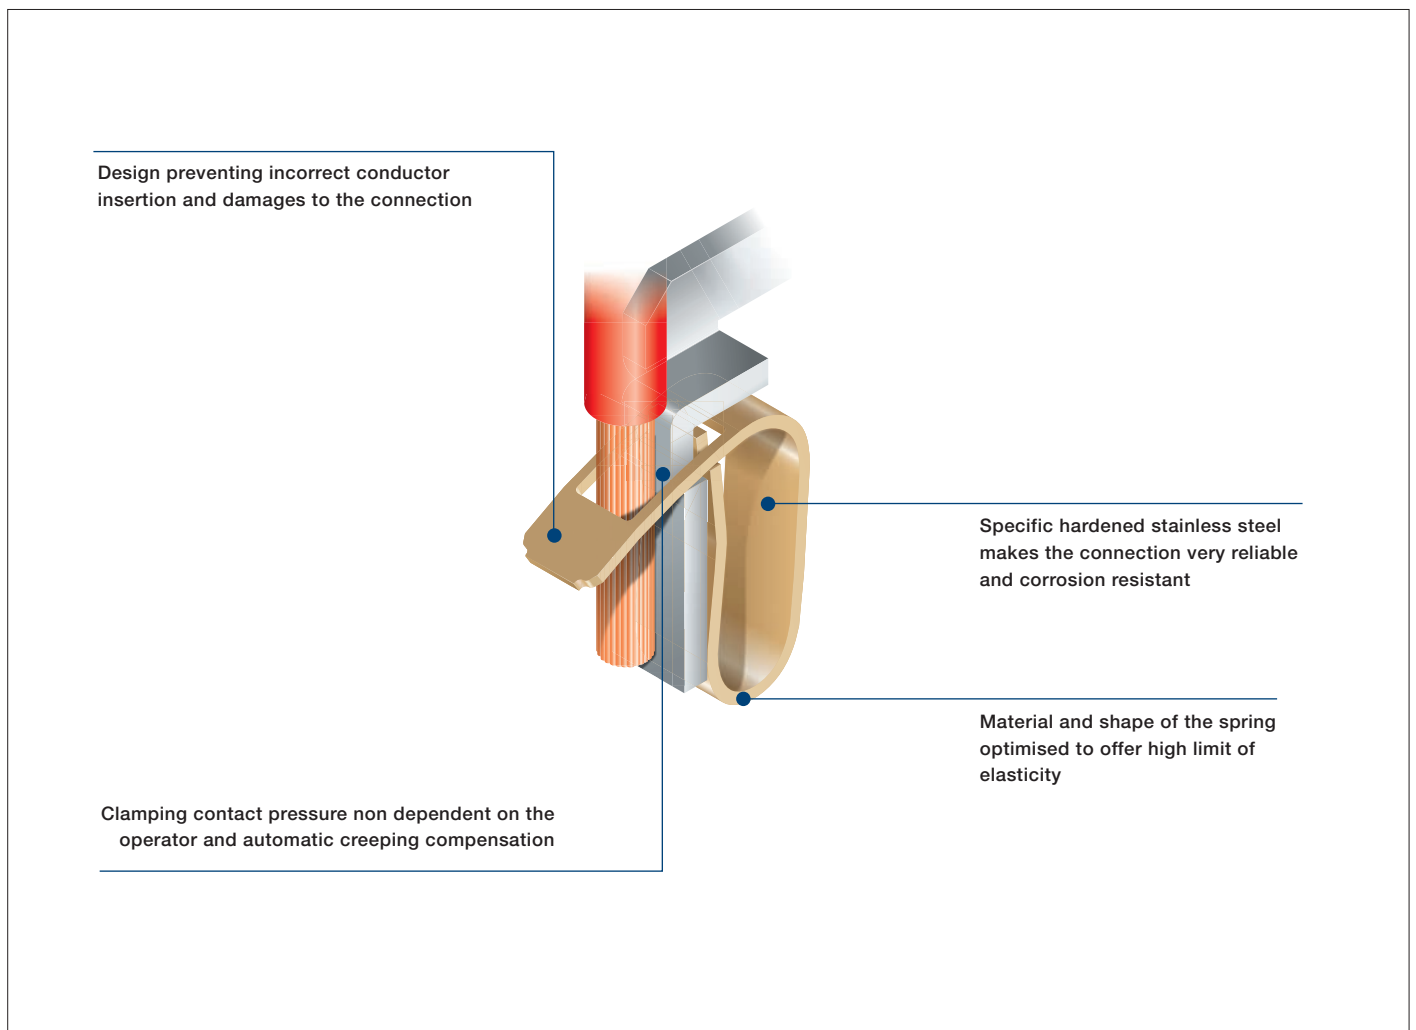 Design preventing incorrect conductor
insertion and damages to the connection
Specific hardened stainless steel
makes the connection very reliable
and corrosion resistant
Material and shape of the spring
optimised to offer high limit of
elasticity
Clamping contact pressure non dependent on the
operator and automatic creeping compensation